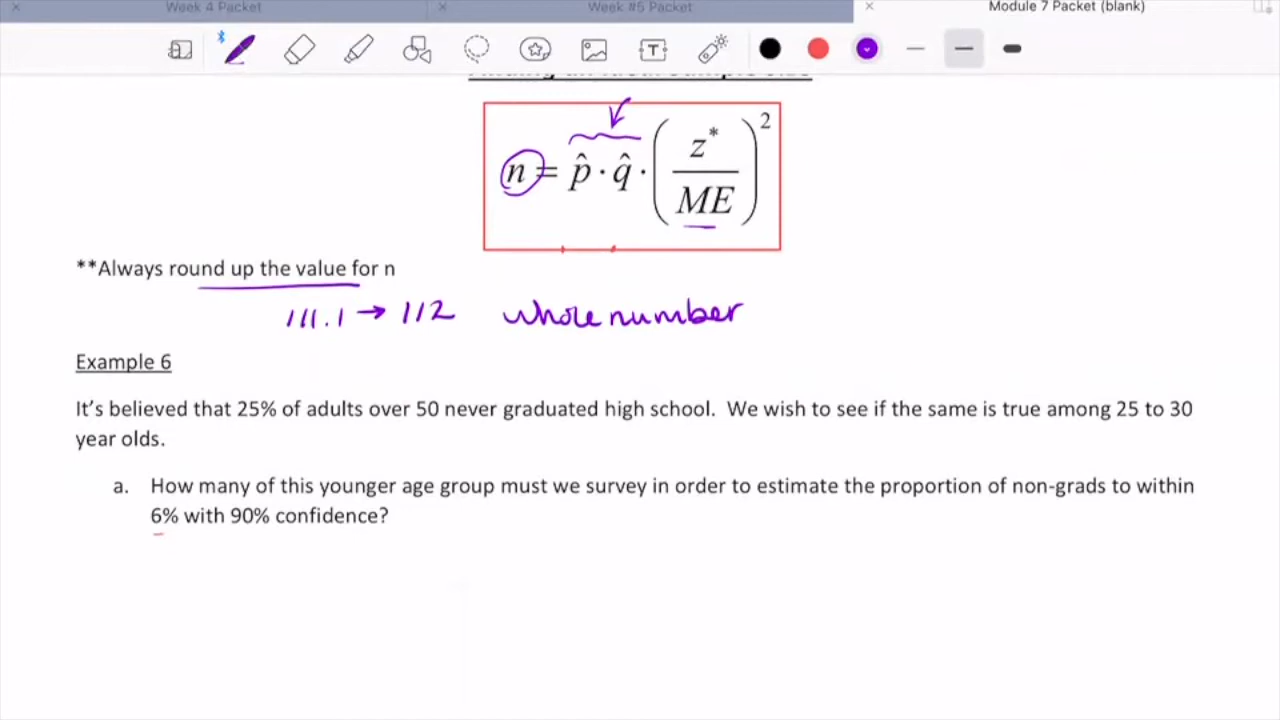 Week 4 Packet
Week #5 Packet
Module 7 Packet (blank)
n = p̂ · q̂ · (z* / ME)²
**Always round up the value for n
111.1 → 112 whole number
Example 6
It's believed that 25% of adults over 50 never graduated high school. We wish to see if the same is true among 25 to 30
year olds.
a. How many of this younger age group must we survey in order to estimate the proportion of non-grads to within
6% with 90% confidence?